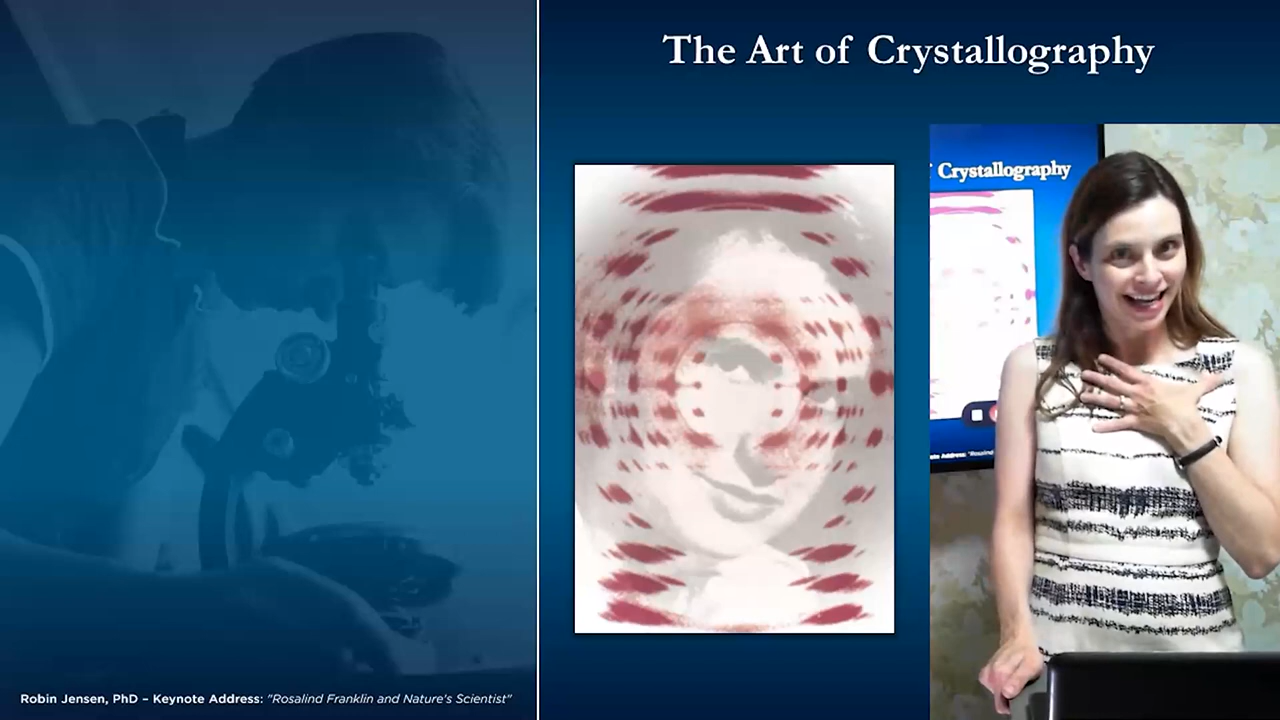 The Art of Crystallography
Crystallography
Robin Jensen, PhD – Keynote Address: "Rosalind Franklin and Nature's Scientist"